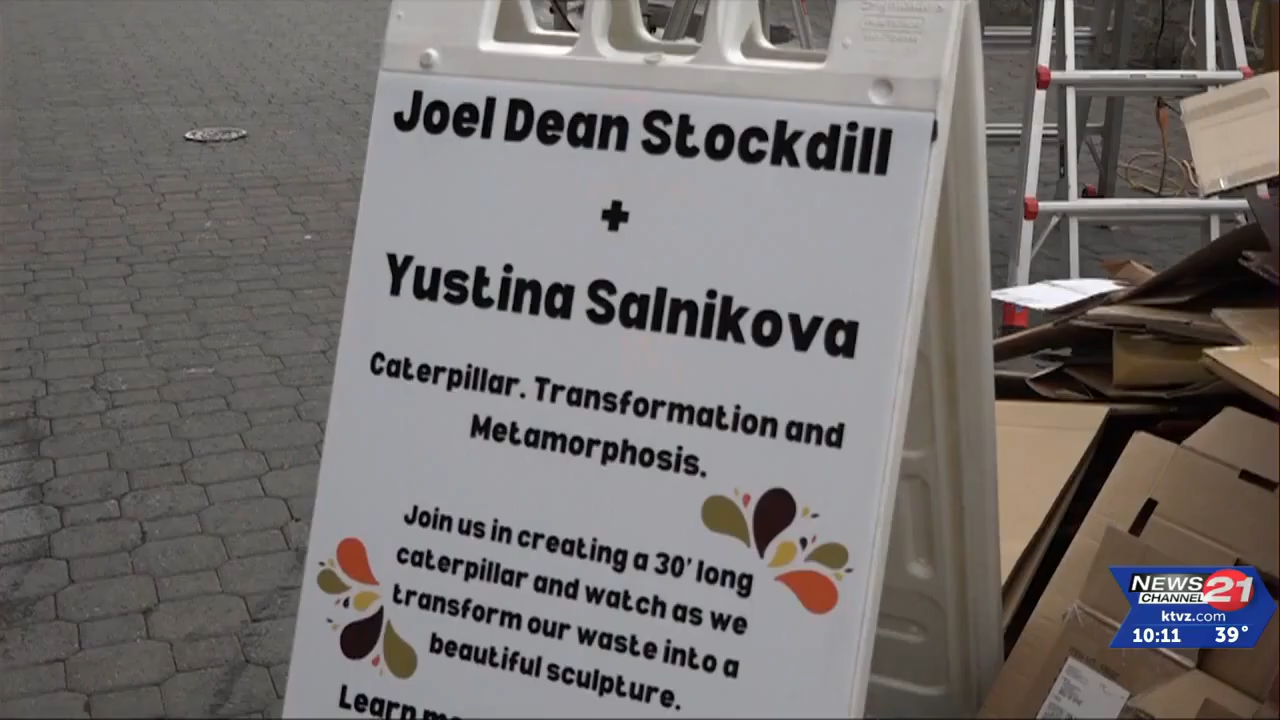 Joel Dean Stockdill
+
Yustina Salnikova
Caterpillar. Transformation and
Metamorphosis.
Join us in creating a 30' long
caterpillar and watch as we
transform our waste into a
beautiful sculpture.
Learn
NEWS
CHANNEL 21
ktvz.com
10:11 39°